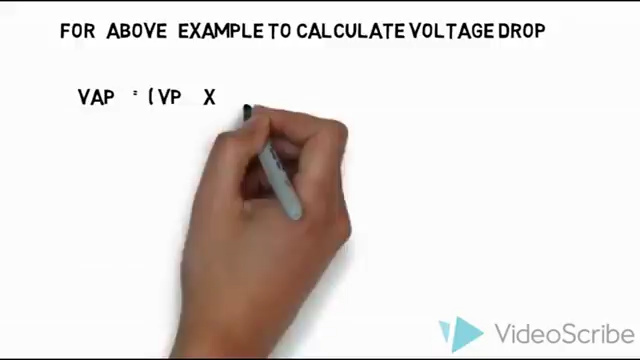 FOR ABOVE EXAMPLE TO CALCULATE VOLTAGE DROP
VAP = (VP X
VideoScribe